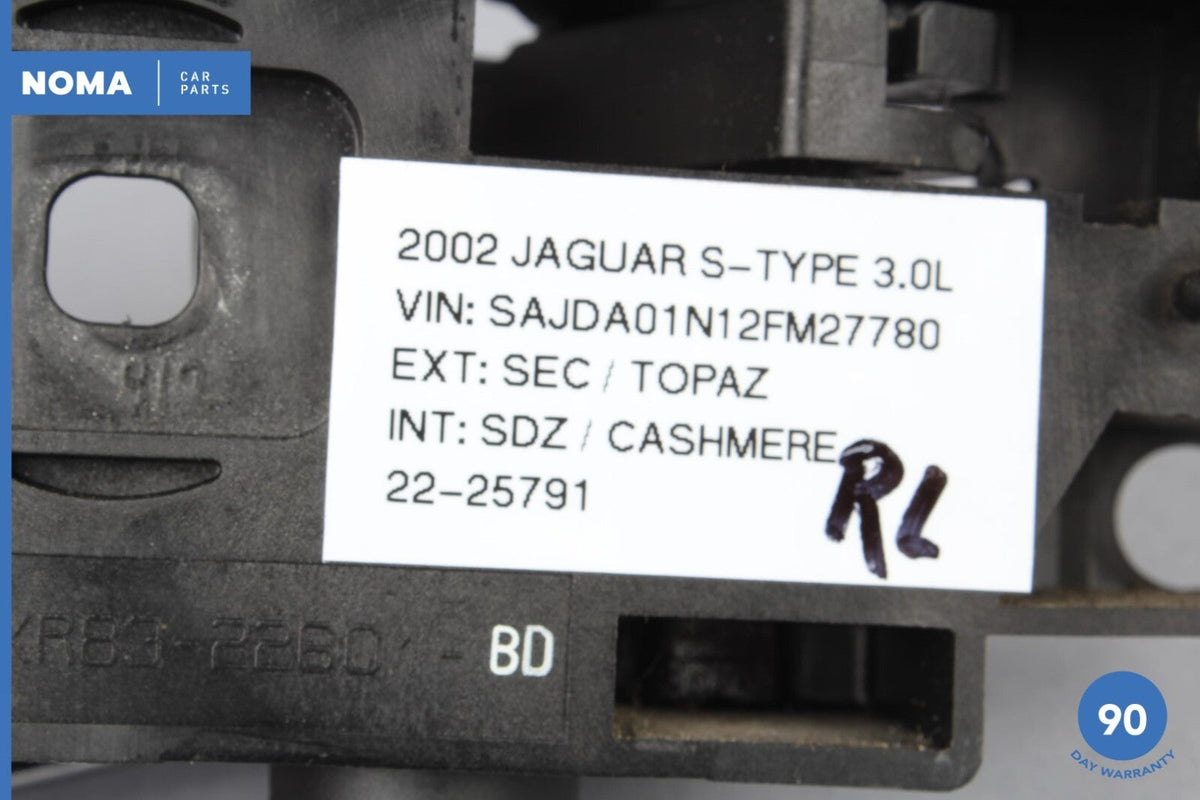 NOMA CAR PARTS
2002 JAGUAR S-TYPE 3.0L
VIN: SAJDA01N12FM27780
EXT: SEC / TOPAZ
INT: SDZ / CASHMERE
22-25791
RL
BD
90
DAY WARRANTY